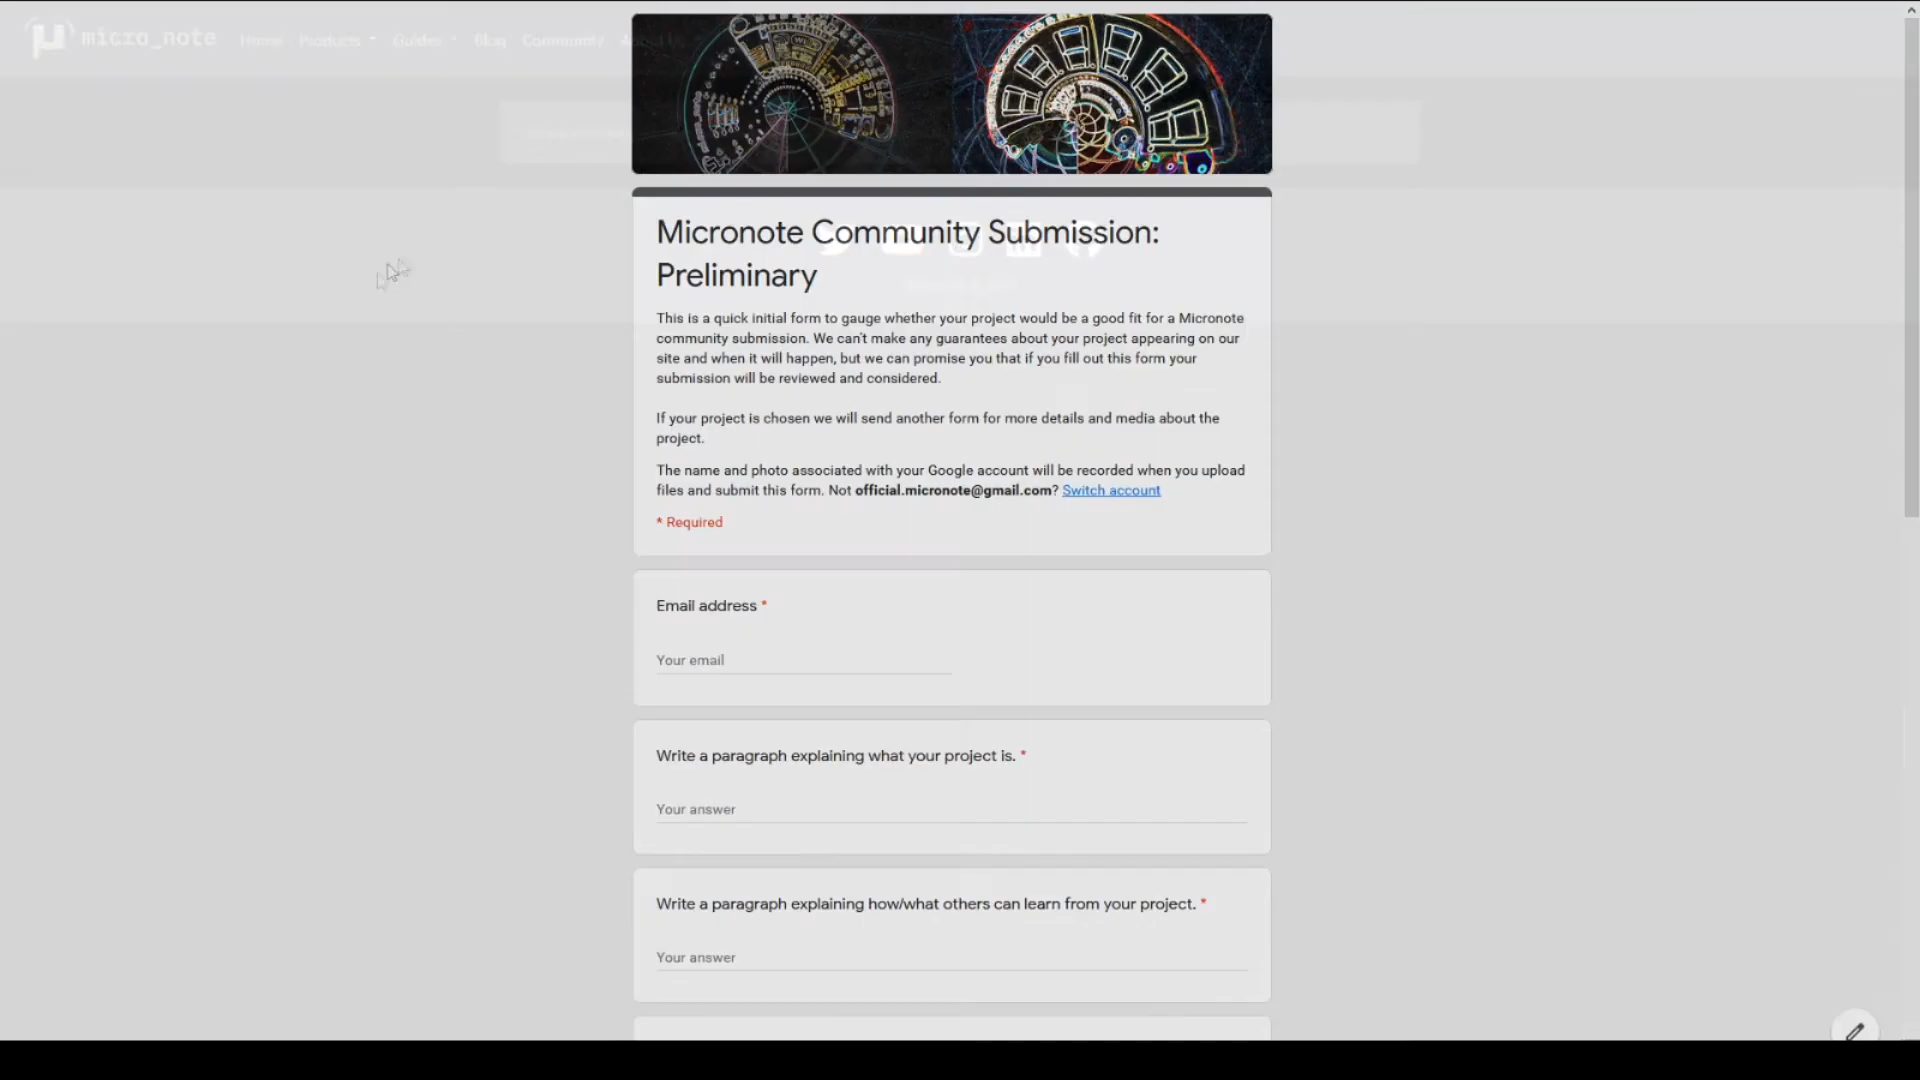 micro_note Home Products Guides Blog Community
Micronote Community Submission:
Preliminary
This is a quick initial form to gauge whether your project would be a good fit for a Micronote
community submission. We can't make any guarantees about your project appearing on our
site and when it will happen, but we can promise you that if you fill out this form your
submission will be reviewed and considered.
If your project is chosen we will send another form for more details and media about the
project.
The name and photo associated with your Google account will be recorded when you upload
files and submit this form. Not official.micronote@gmail.com? Switch account
* Required
Email address *
Your email
Write a paragraph explaining what your project is. *
Your answer
Write a paragraph explaining how/what others can learn from your project. *
Your answer